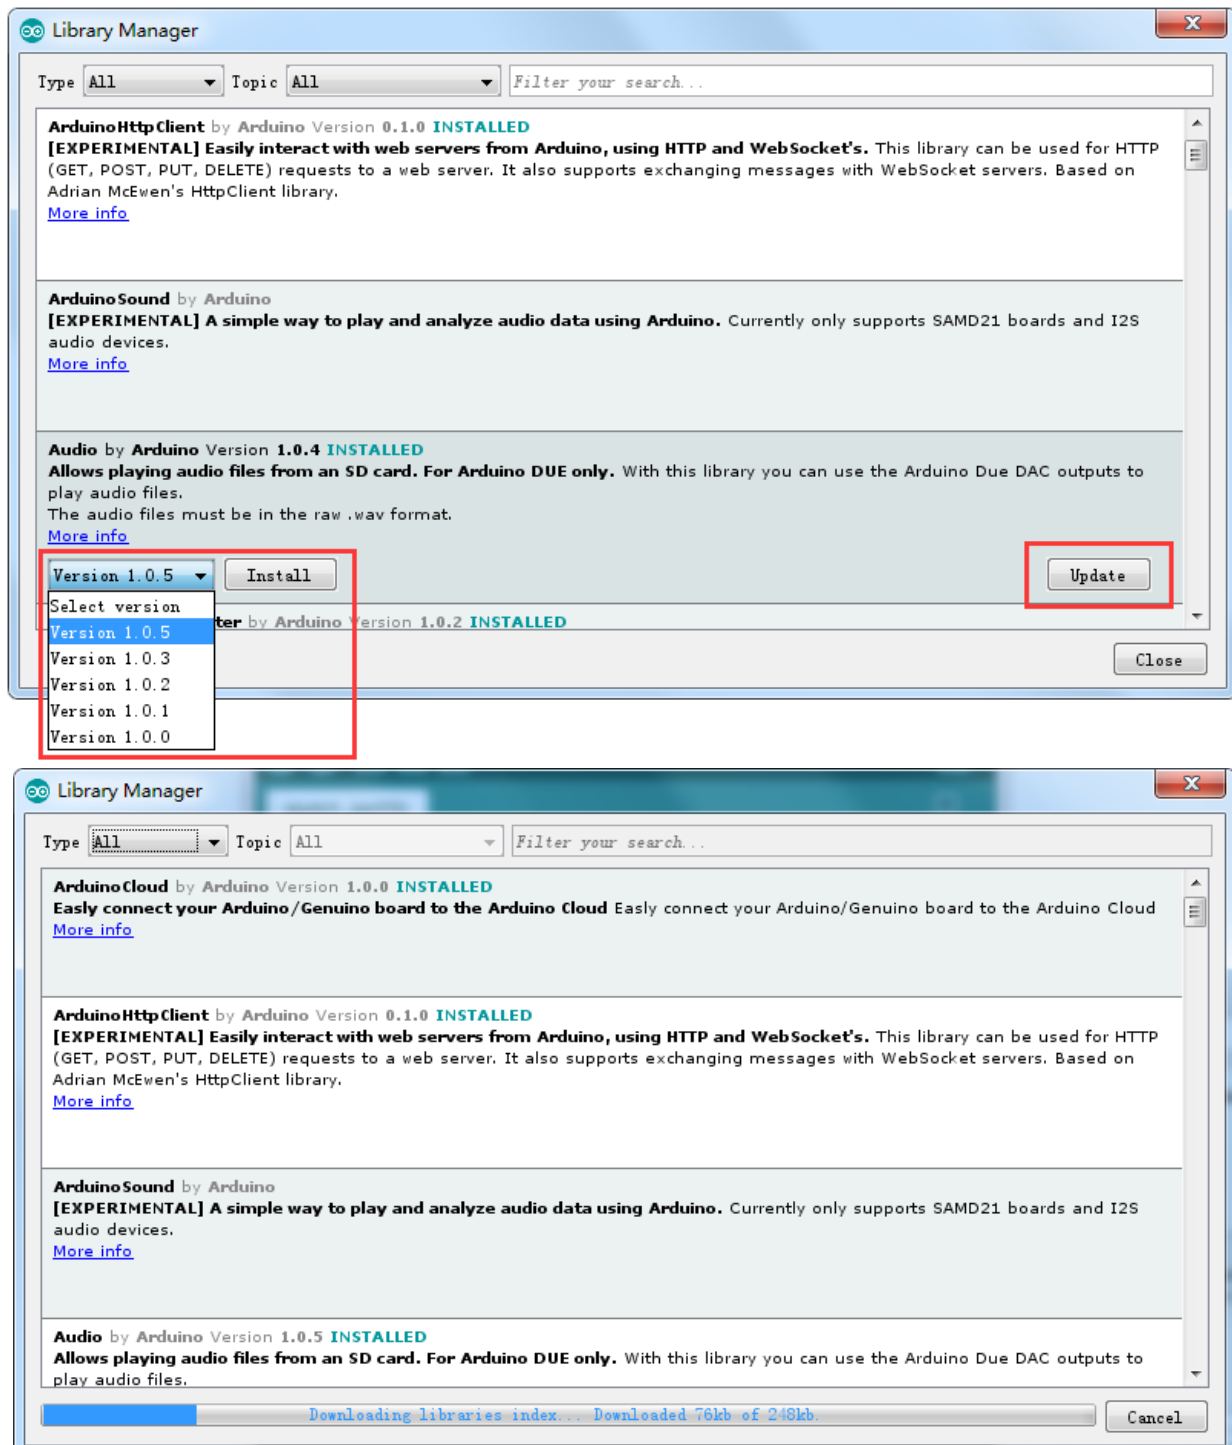 Library Manager
Type All Topic All Filter your search...
ArduinoHttpClient by Arduino Version 0.1.0 INSTALLED
[EXPERIMENTAL] Easily interact with web servers from Arduino, using HTTP and WebSocket's. This library can be used for HTTP
(GET, POST, PUT, DELETE) requests to a web server. It also supports exchanging messages with WebSocket servers. Based on
Adrian McEwen's HttpClient library.
More info
ArduinoSound by Arduino
[EXPERIMENTAL] A simple way to play and analyze audio data using Arduino. Currently only supports SAMD21 boards and I2S
audio devices.
More info
Audio by Arduino Version 1.0.4 INSTALLED
Allows playing audio files from an SD card. For Arduino DUE only. With this library you can use the Arduino Due DAC outputs to
play audio files.
The audio files must be in the raw .wav format.
More info
Version 1.0.5 Install Update
Select version
ter by Arduino Version 1.0.2 INSTALLED
Version 1.0.5
Version 1.0.3
Close
Version 1.0.2
Version 1.0.1
Version 1.0.0
Library Manager
Type All Topic All Filter your search...
ArduinoCloud by Arduino Version 1.0.0 INSTALLED
Easly connect your Arduino/Genuino board to the Arduino Cloud Easly connect your Arduino/Genuino board to the Arduino Cloud
More info
ArduinoHttpClient by Arduino Version 0.1.0 INSTALLED
[EXPERIMENTAL] Easily interact with web servers from Arduino, using HTTP and WebSocket's. This library can be used for HTTP
(GET, POST, PUT, DELETE) requests to a web server. It also supports exchanging messages with WebSocket servers. Based on
Adrian McEwen's HttpClient library.
More info
ArduinoSound by Arduino
[EXPERIMENTAL] A simple way to play and analyze audio data using Arduino. Currently only supports SAMD21 boards and I2S
audio devices.
More info
Audio by Arduino Version 1.0.5 INSTALLED
Allows playing audio files from an SD card. For Arduino DUE only. With this library you can use the Arduino Due DAC outputs to
play audio files.
Downloading libraries index... Downloaded 76kb of 248kb. Cancel